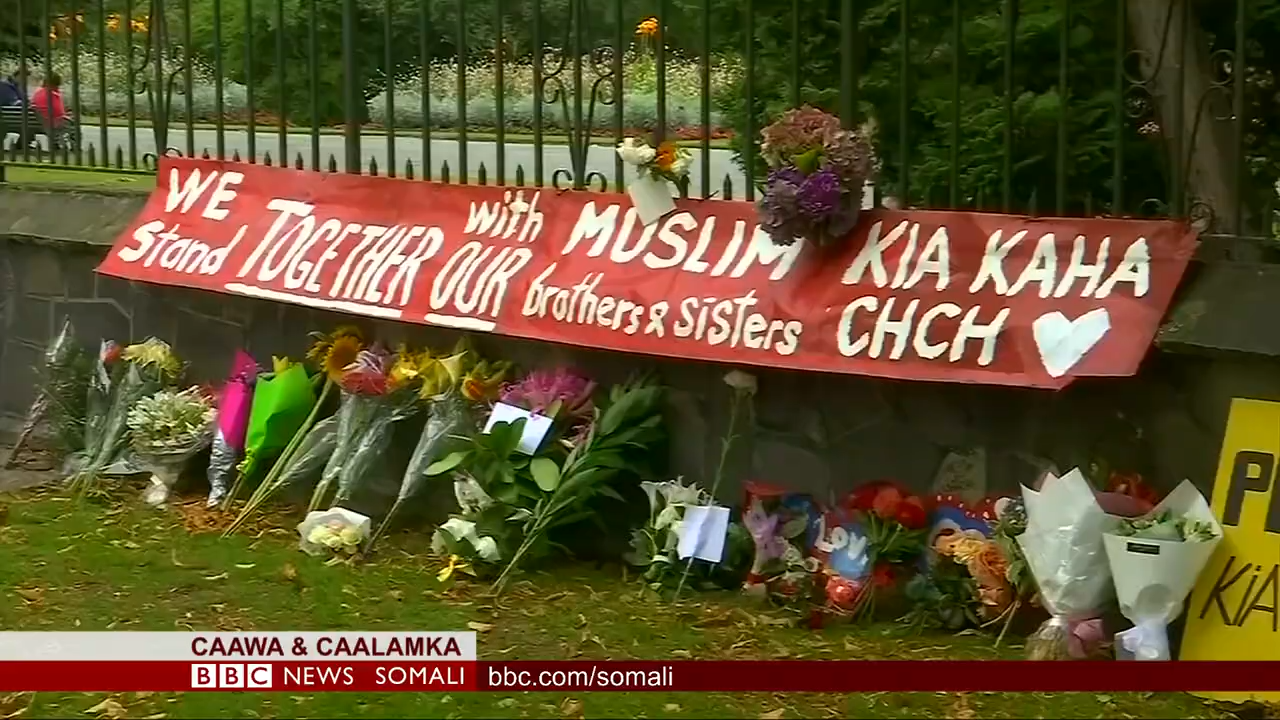 WE with MUSLIM KIA KAHA
Stand TOGETHER OUR brothers & SiSTerS CHCH
LOV
P
KiA
CAAWA & CAALAMKA
BBC NEWS SOMALI bbc.com/somali